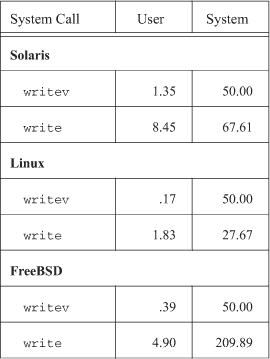 System Call User System
Solaris
writev 1.35 50.00
write 8.45 67.61
Linux
writev .17 50.00
write 1.83 27.67
FreeBSD
writev .39 50.00
write 4.90 209.89